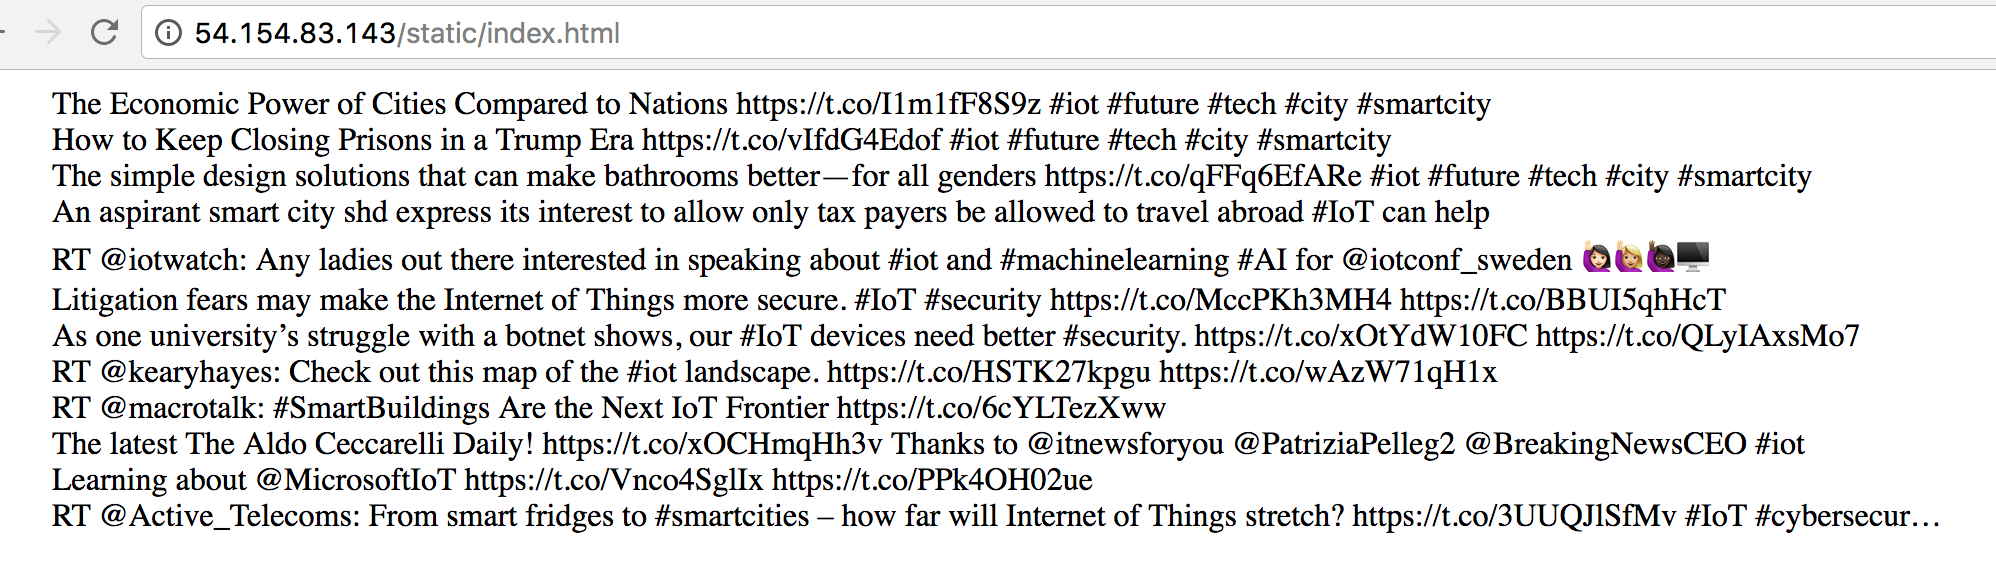 54.154.83.143/static/index.html
The Economic Power of Cities Compared to Nations https://t.co/I1m1fF8S9z #iot #future #tech #city #smartcity
How to Keep Closing Prisons in a Trump Era https://t.co/vIfdG4Edof #iot #future #tech #city #smartcity
The simple design solutions that can make bathrooms better—for all genders https://t.co/qFFq6EfARe #iot #future #tech #city #smartcity
An aspirant smart city shd express its interest to allow only tax payers be allowed to travel abroad #IoT can help
RT @iotwatch: Any ladies out there interested in speaking about #iot and #machinelearning #AI for @iotconf_sweden 🙋🏻🙋🏼🙋🏿🖥
Litigation fears may make the Internet of Things more secure. #IoT #security https://t.co/MccPKh3MH4 https://t.co/BBUI5qhHcT
As one university’s struggle with a botnet shows, our #IoT devices need better #security. https://t.co/xOtYdW10FC https://t.co/QLyIAxsMo7
RT @kearyhayes: Check out this map of the #iot landscape. https://t.co/HSTK27kpgu https://t.co/wAzW71qH1x
RT @macrotalk: #SmartBuildings Are the Next IoT Frontier https://t.co/6cYLTezXww
The latest The Aldo Ceccarelli Daily! https://t.co/xOCHmqHh3v Thanks to @itnewsforyou @PatriziaPelleg2 @BreakingNewsCEO #iot
Learning about @MicrosoftIoT https://t.co/Vnco4SglIx https://t.co/PPk4OH02ue
RT @Active_Telecoms: From smart fridges to #smartcities – how far will Internet of Things stretch? https://t.co/3UUQJlSfMv #IoT #cybersecur…